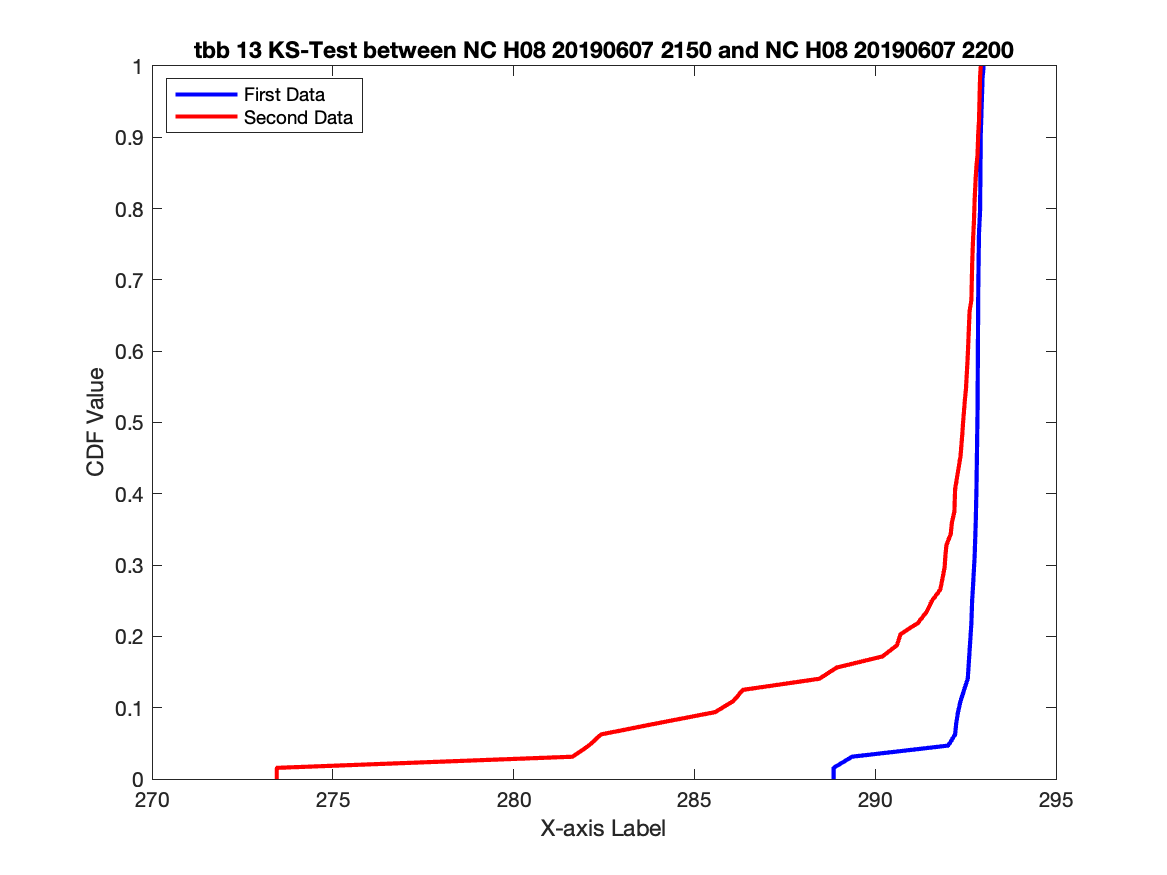 tbb 13 KS-Test between NC H08 20190607 2150 and NC H08 20190607 2200
First Data
Second Data
1
0.9
0.8
0.7
0.6
0.5
0.4
0.3
0.2
0.1
0
CDF Value
270 275 280 285 290 295
X-axis Label